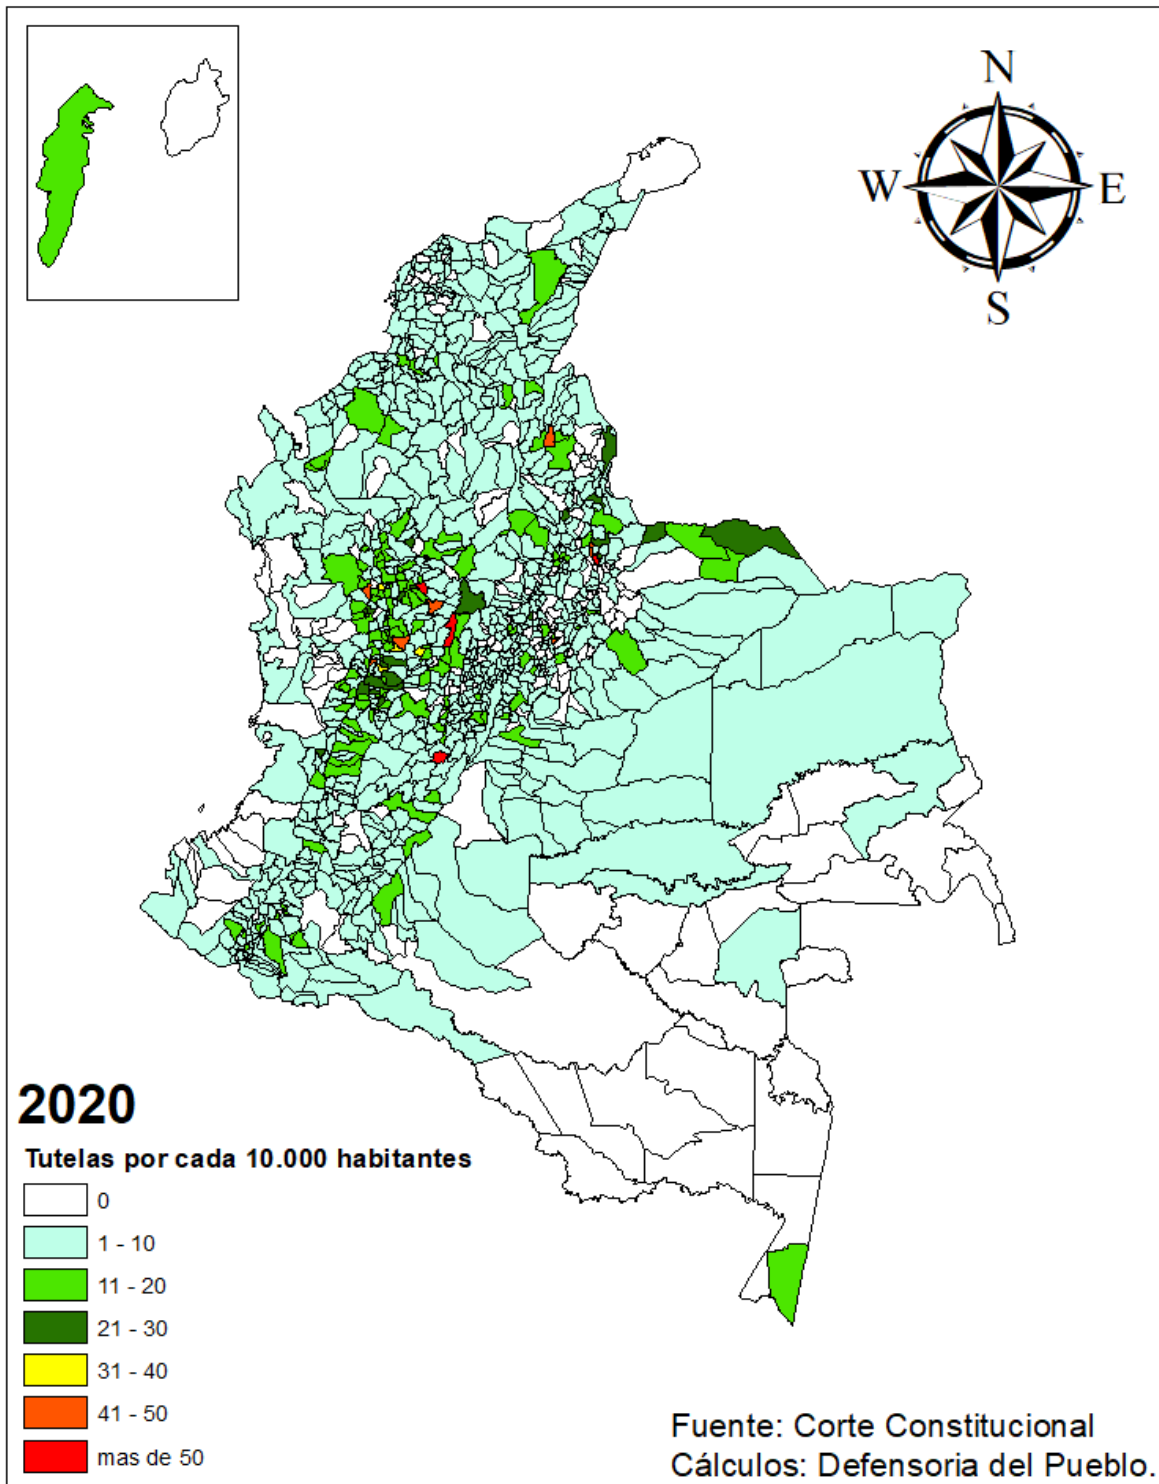 N
W
E
S
2020
Tutelas por cada 10.000 habitantes
0
1 - 10
11 - 20
21 - 30
31 - 40
41 - 50
mas de 50
Fuente: Corte Constitucional
Cálculos: Defensoria del Pueblo.